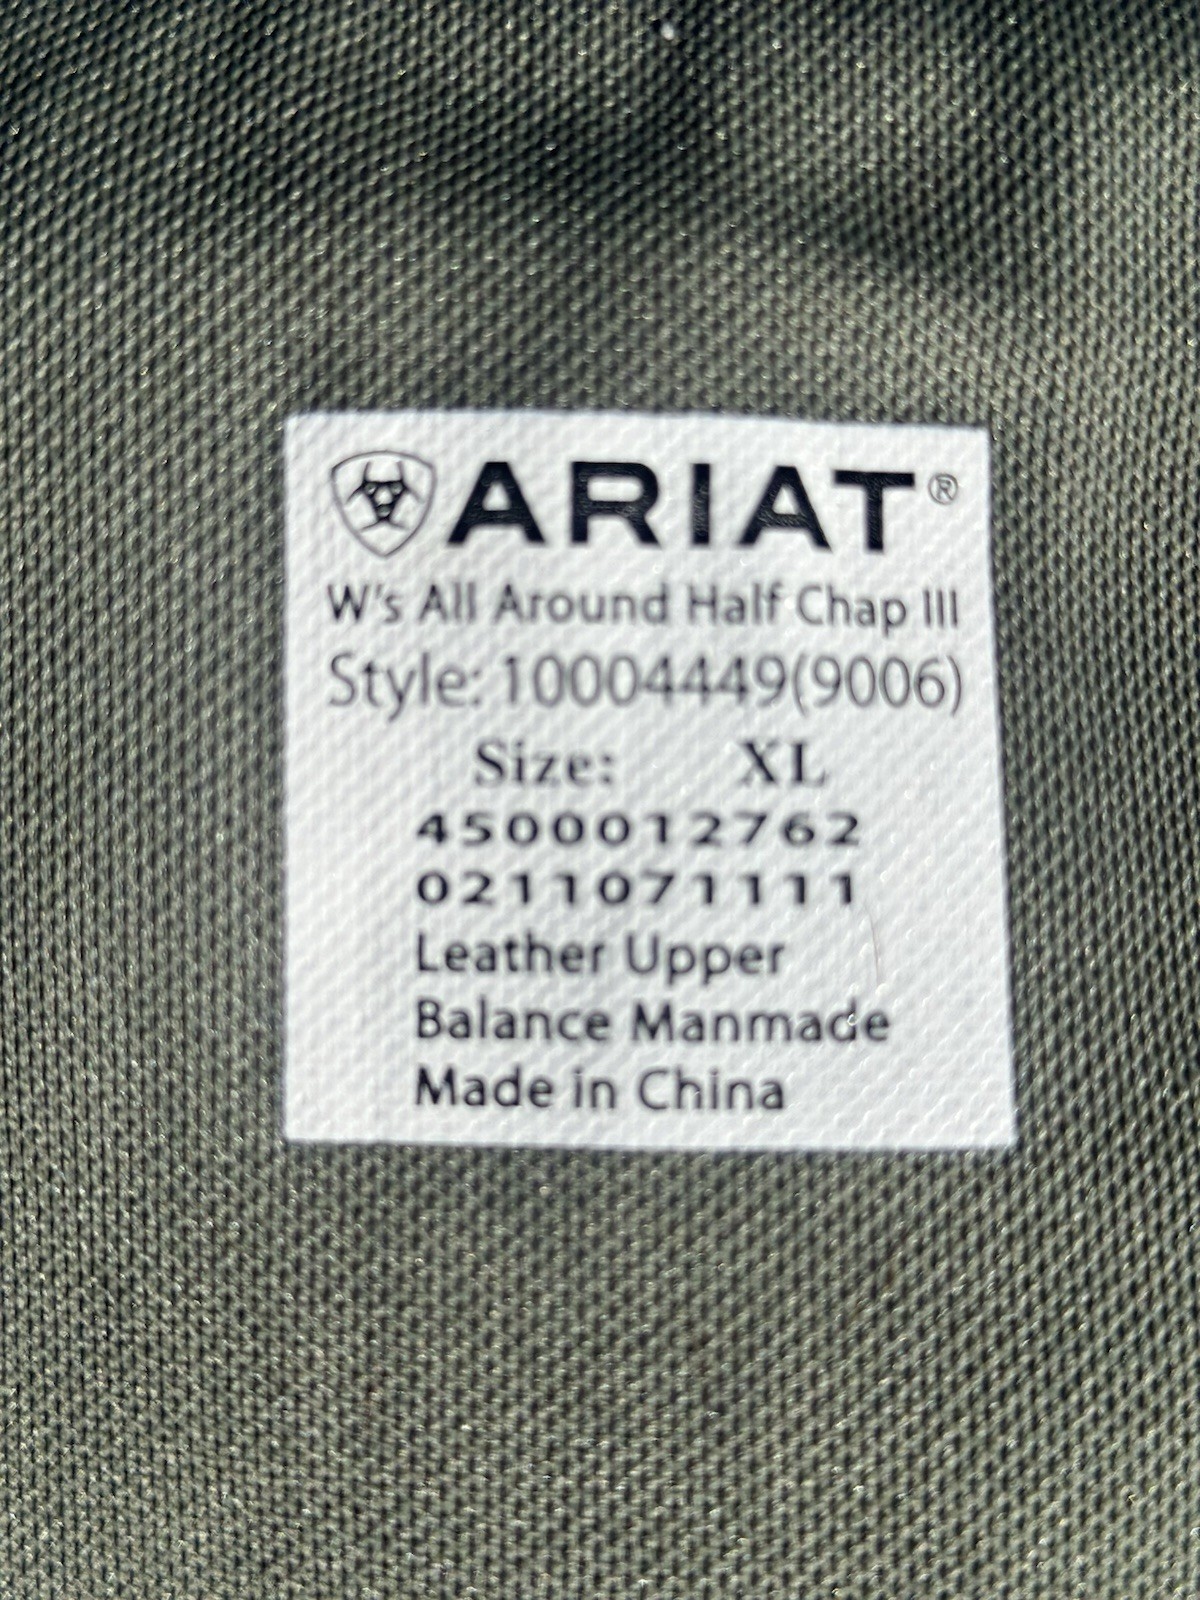 ARIAT®
W's All Around Half Chap III
Style: 10004449(9006)
Size: XL
4500012762
0211071111
Leather Upper
Balance Manmade
Made in China